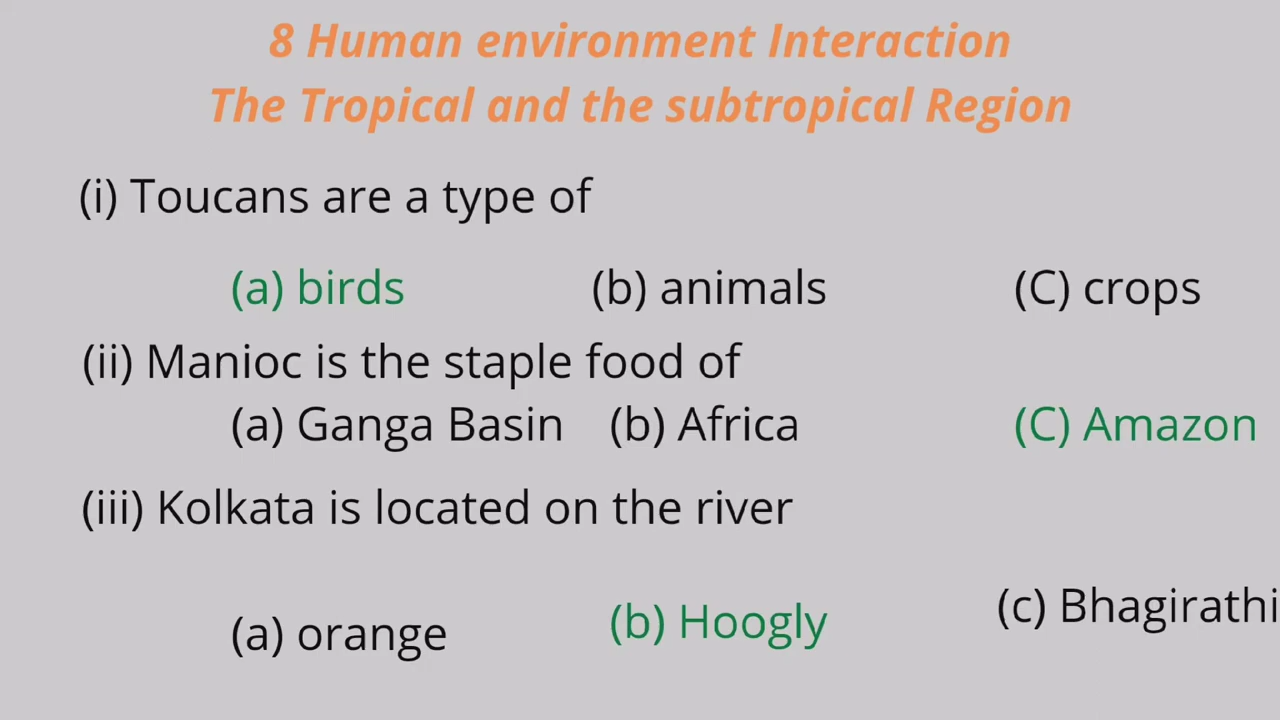 8 Human environment Interaction
The Tropical and the subtropical Region
(i) Toucans are a type of
(a) birds (b) animals (C) crops
(ii) Manioc is the staple food of
(a) Ganga Basin (b) Africa (C) Amazon
(iii) Kolkata is located on the river
(a) orange (b) Hoogly (c) Bhagirathi